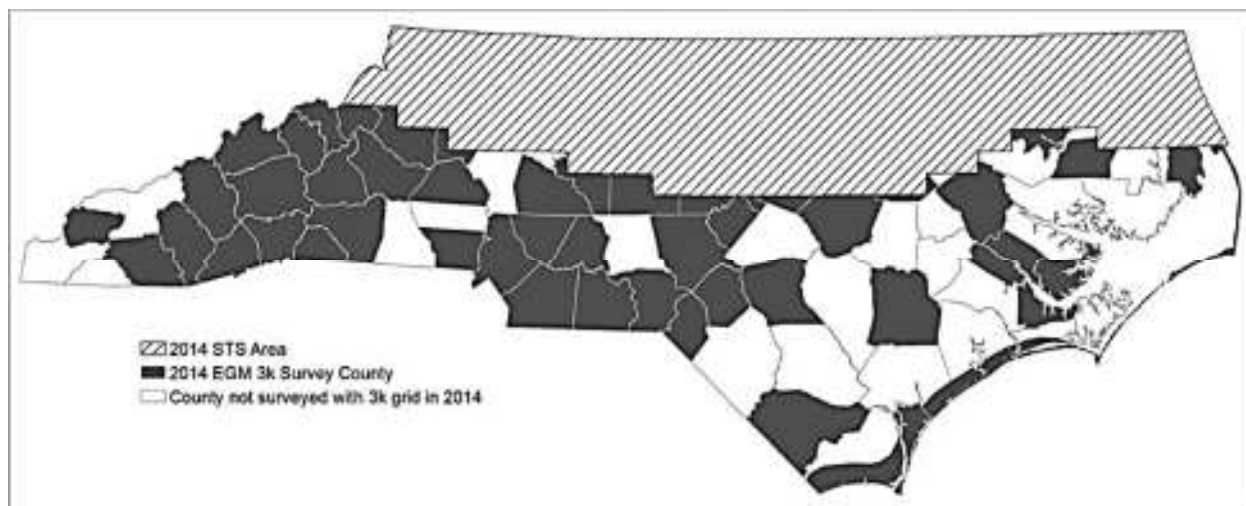 2014 STS Area
2014 EGM 3k Survey County
County not surveyed with 3k grid in 2014